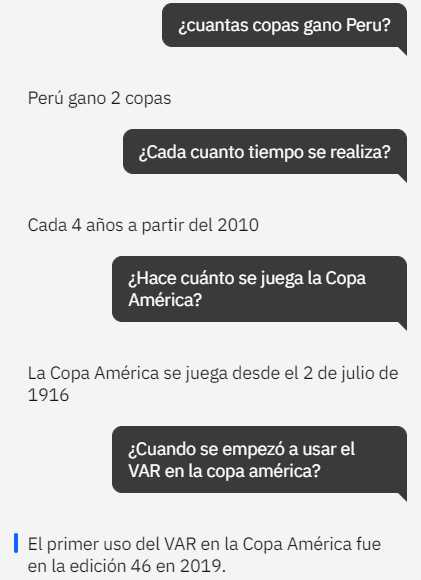 ¿cuantas copas gano Peru?
Perú gano 2 copas
¿Cada cuanto tiempo se realiza?
Cada 4 años a partir del 2010
¿Hace cuánto se juega la Copa
América?
La Copa América se juega desde el 2 de julio de
1916
¿Cuando se empezó a usar el
VAR en la copa américa?
El primer uso del VAR en la Copa América fue
en la edición 46 en 2019.